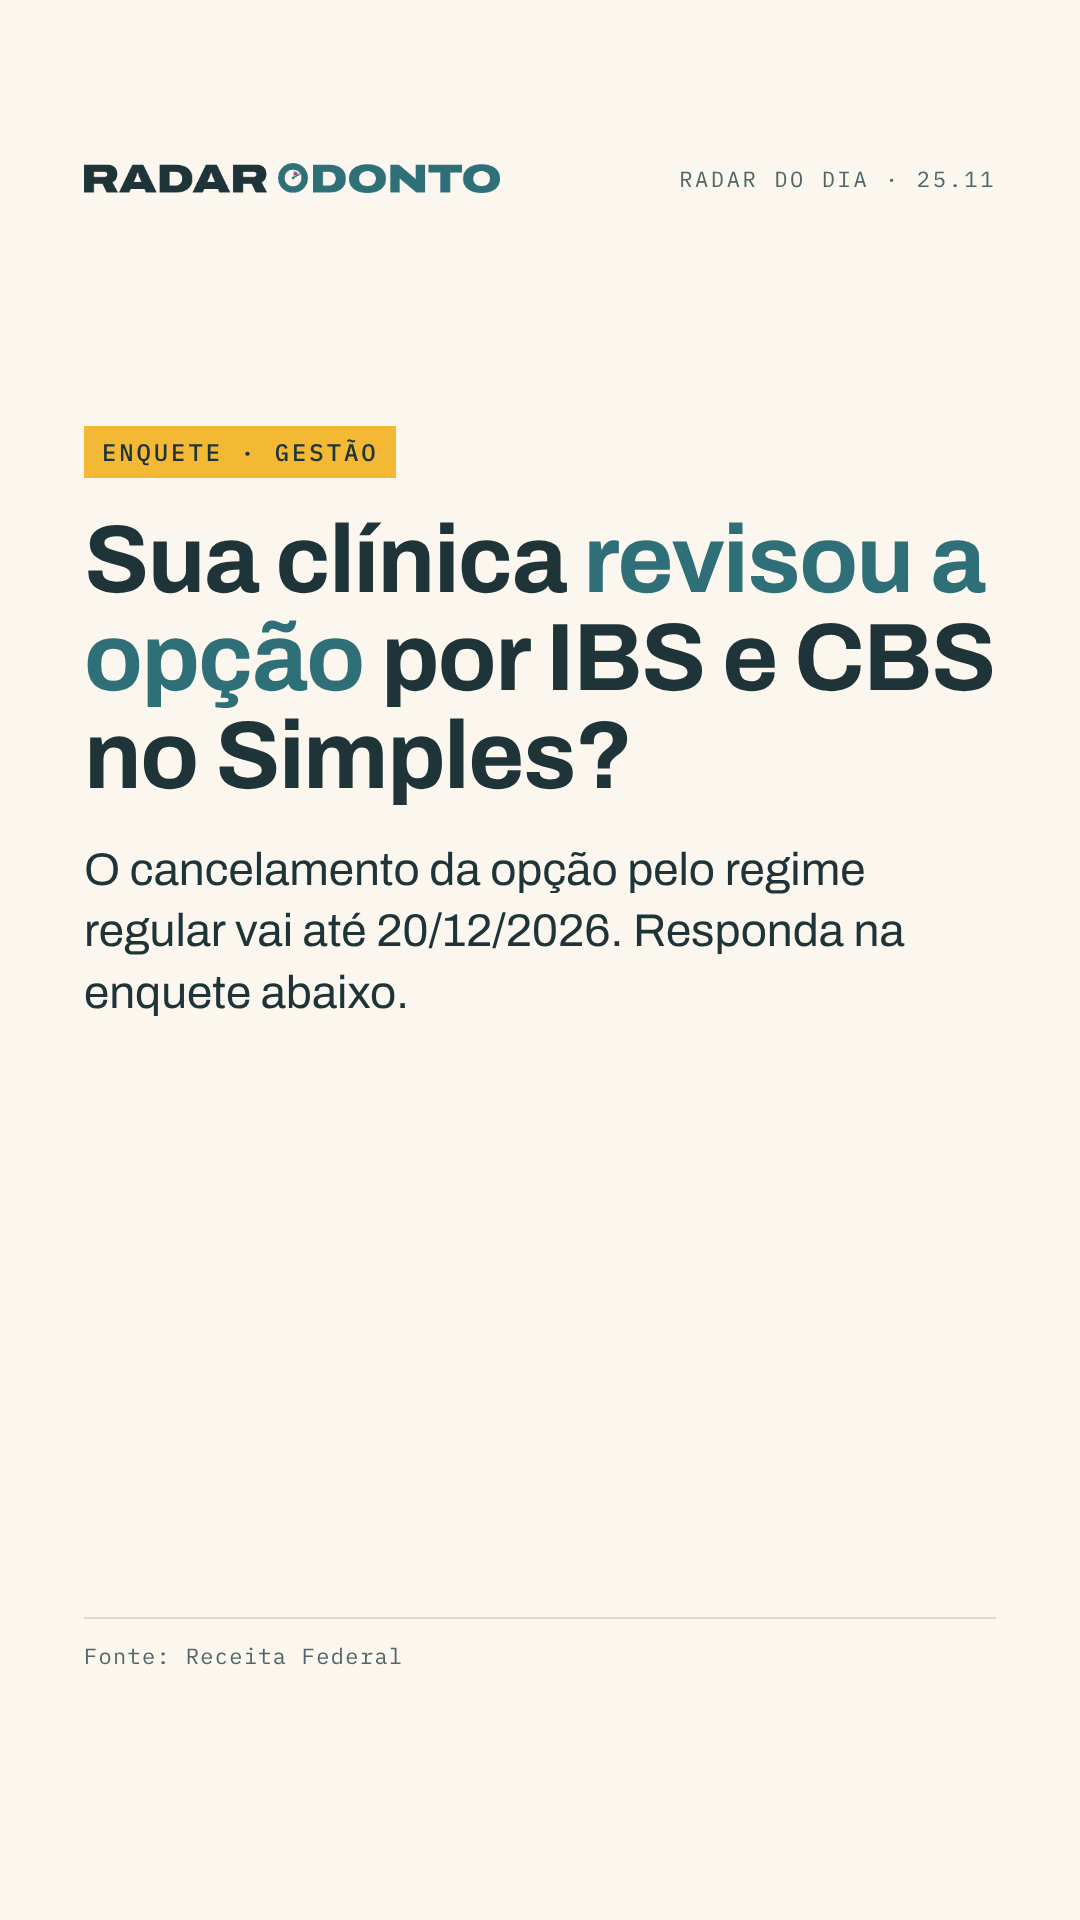 RADAR ODONTO
RADAR DO DIA · 25.11
ENQUETE · GESTÃO
Sua clínica revisou a
opção por IBS e CBS
no Simples?
O cancelamento da opção pelo regime
regular vai até 20/12/2026. Responda na
enquete abaixo.
Fonte: Receita Federal